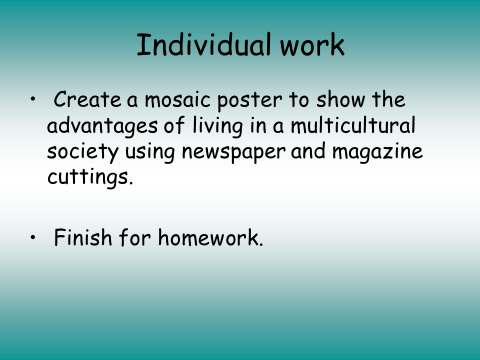 Individual work
• Create a mosaic poster to show the
advantages of living in a multicultural
society using newspaper and magazine
cuttings.
• Finish for homework.